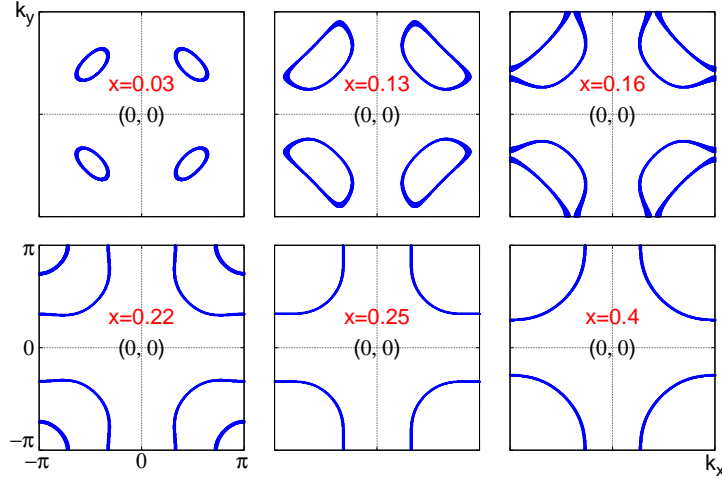 k_y
x=0.03
(0, 0)
x=0.13
(0, 0)
x=0.16
(0, 0)
π
0
−π
x=0.22
(0, 0)
x=0.25
(0, 0)
x=0.4
(0, 0)
−π 0 π
k_x